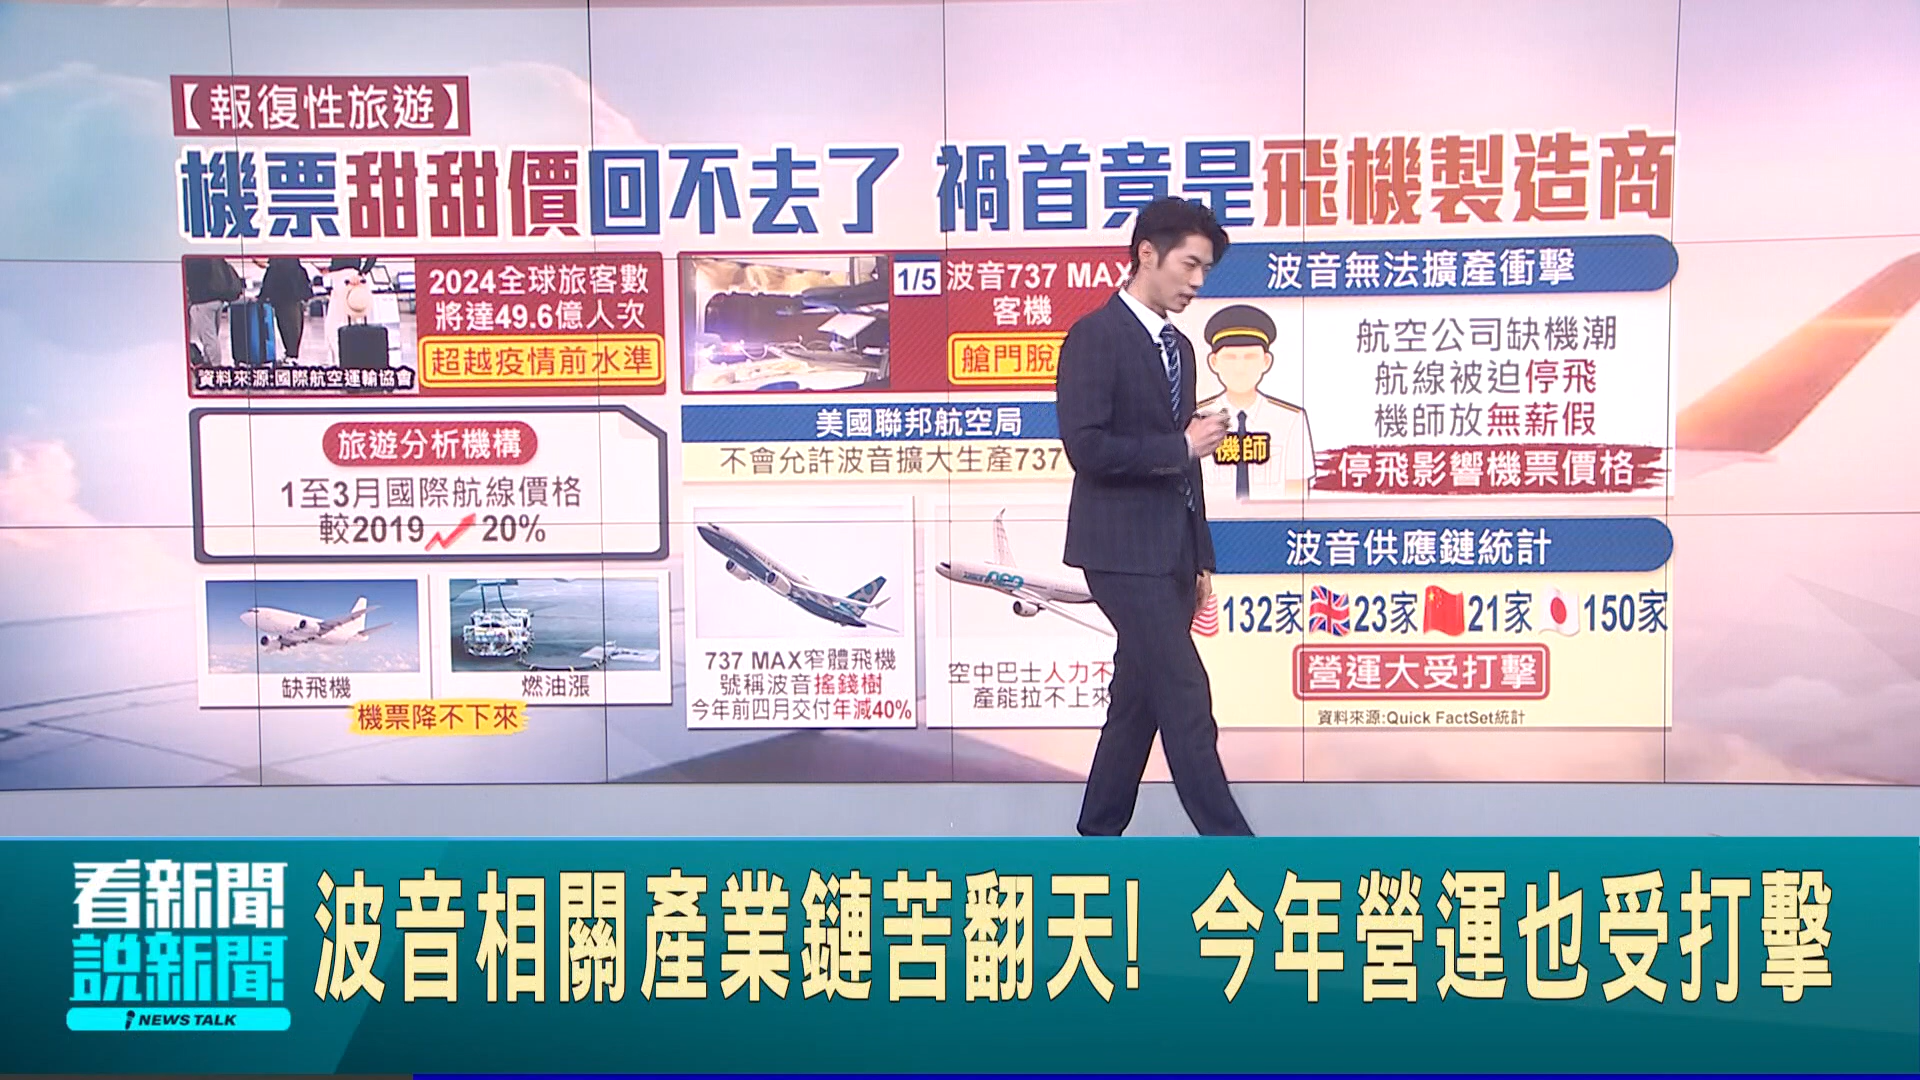 【報復性旅遊】
機票甜甜價回不去了 禍首竟是飛機製造商
2024全球旅客數
將達49.6億人次
超越疫情前水準
資料來源:國際航空運輸協會
旅遊分析機構
1至3月國際航線價格
較2019 20%
缺飛機
燃油漲
機票降不下來
1/5
波音737 MAX
客機
艙門脫
美國聯邦航空局
不會允許波音擴大生產737
737 MAX窄體飛機
號稱波音搖錢樹
今年前四月交付年減40%
空中巴士人力不
產能拉不上來
波音無法擴產衝擊
機師
航空公司缺機潮
航線被迫停飛
機師放無薪假
停飛影響機票價格
波音供應鏈統計
132家 23家 21家 150家
營運大受打擊
資料來源:Quick FactSet統計
看新聞
說新聞
NEWS TALK
波音相關產業鏈苦翻天! 今年營運也受打擊